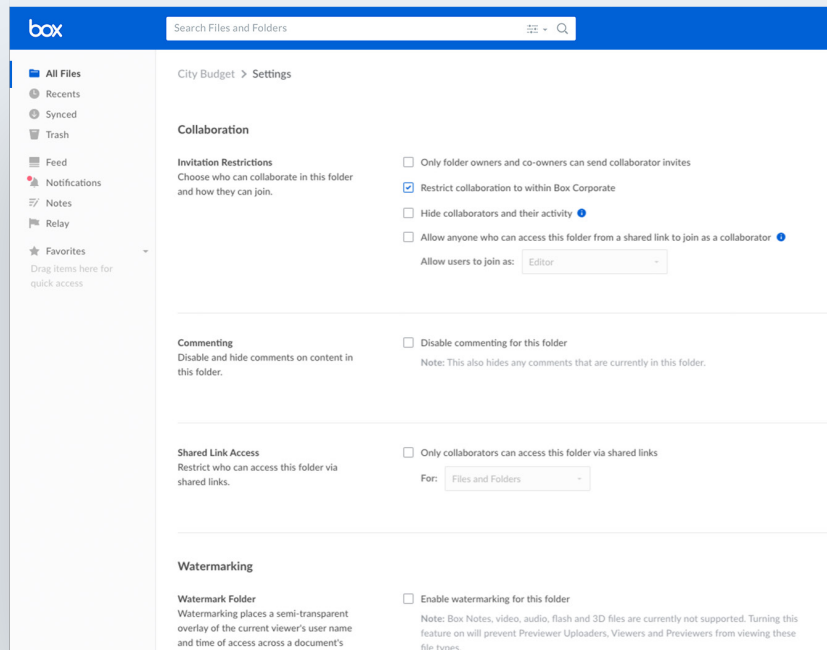 box
Search Files and Folders
All Files
Recents
Synced
Trash
Feed
Notifications
Notes
Relay
Favorites
Drag items here for
quick access
City Budget > Settings
Collaboration
Invitation Restrictions
Choose who can collaborate in this folder
and how they can join.
Only folder owners and co-owners can send collaborator invites
Restrict collaboration to within Box Corporate
Hide collaborators and their activity
Allow anyone who can access this folder from a shared link to join as a collaborator
Allow users to join as: Editor
Commenting
Disable and hide comments on content in
this folder.
Disable commenting for this folder
Note: This also hides any comments that are currently in this folder.
Shared Link Access
Restrict who can access this folder via
shared links.
Only collaborators can access this folder via shared links
For: Files and Folders
Watermarking
Watermark Folder
Watermarking places a semi-transparent
overlay of the current viewer's user name
and time of access across a document's
Enable watermarking for this folder
Note: Box Notes, video, audio, flash and 3D files are currently not supported. Turning this
feature on will prevent Previewer Uploaders, Viewers and Previewers from viewing these
file types.